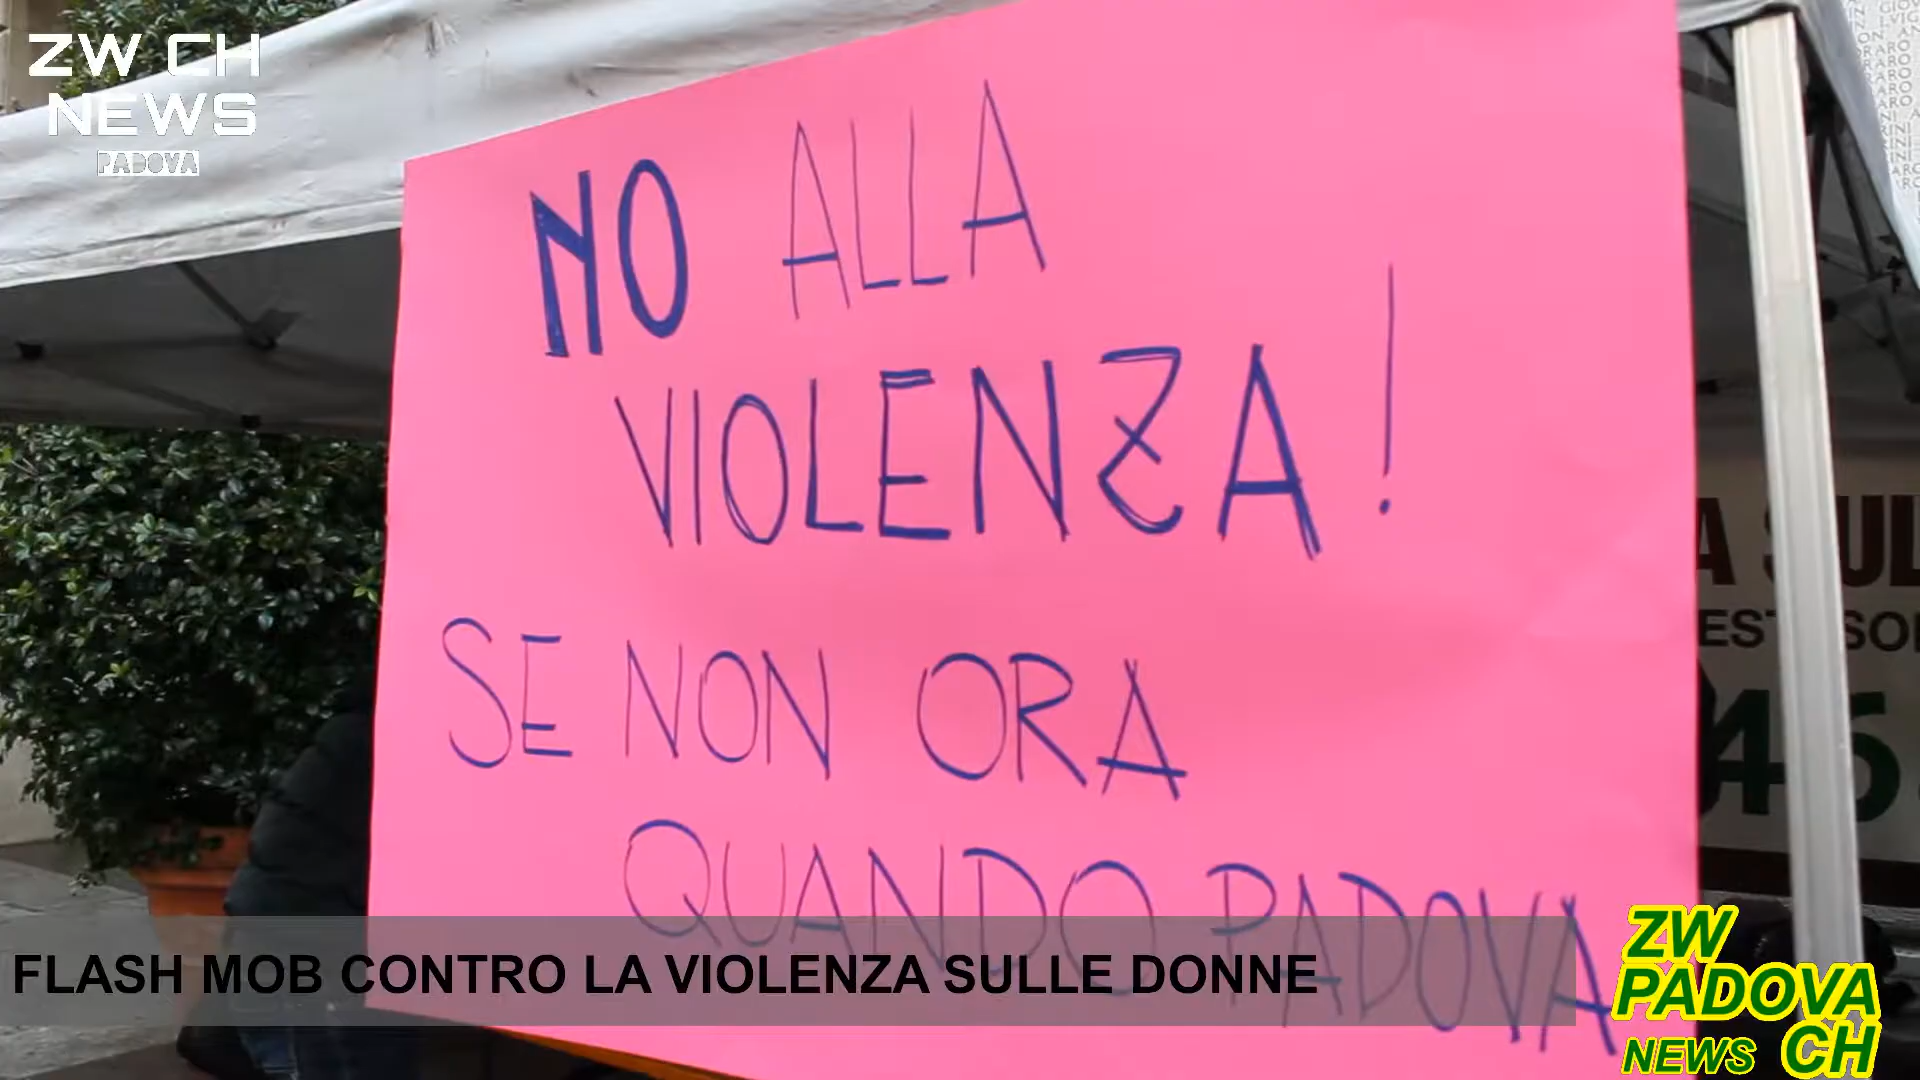 ZW CH
NEWS
PADOVA
NO ALLA
VIOLENZA!
SE NON ORA
QUANDO PADOVA
FLASH MOB CONTRO LA VIOLENZA SULLE DONNE
ZW
PADOVA
NEWS CH